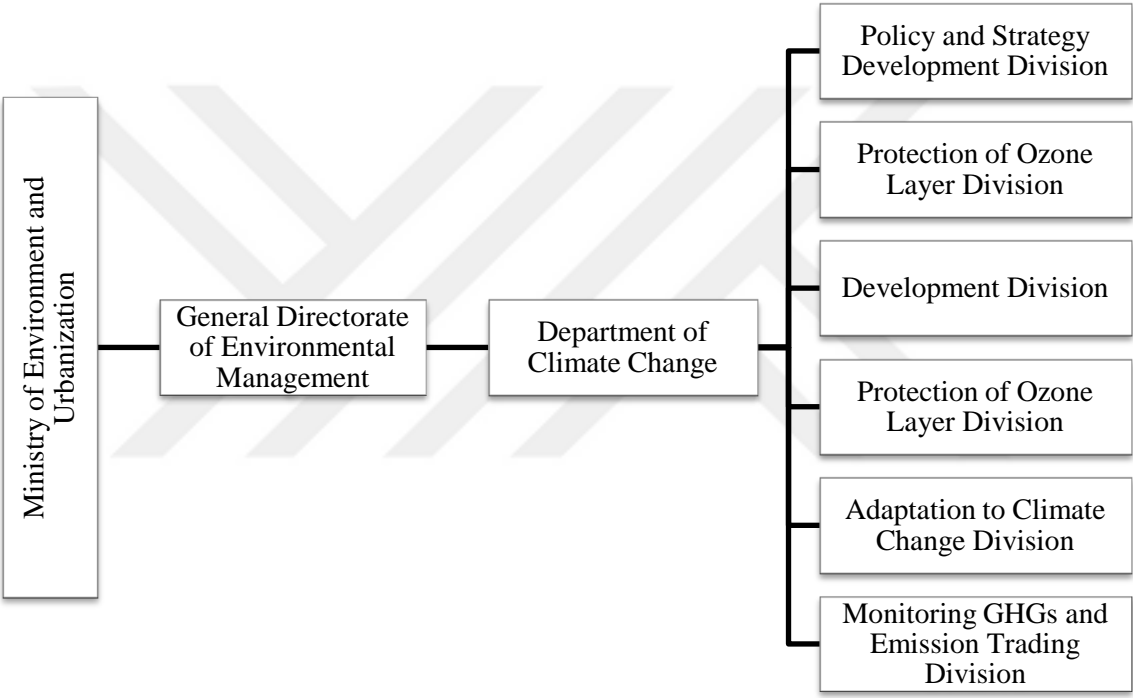 Ministry of Environment and
Urbanization
General Directorate
of Environmental
Management
Department of
Climate Change
Policy and Strategy
Development Division
Protection of Ozone
Layer Division
Development Division
Protection of Ozone
Layer Division
Adaptation to Climate
Change Division
Monitoring GHGs and
Emission Trading
Division